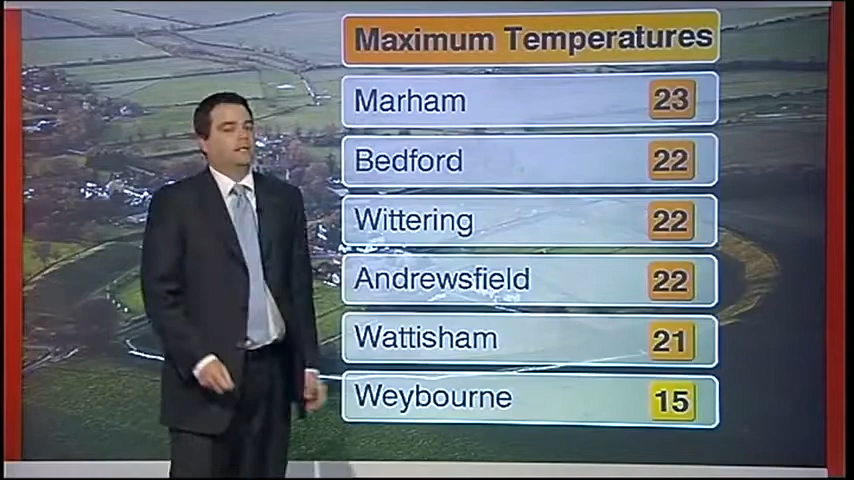 Maximum Temperatures
Marham 23
Bedford 22
Wittering 22
Andrewsfield 22
Wattisham 21
Weybourne 15